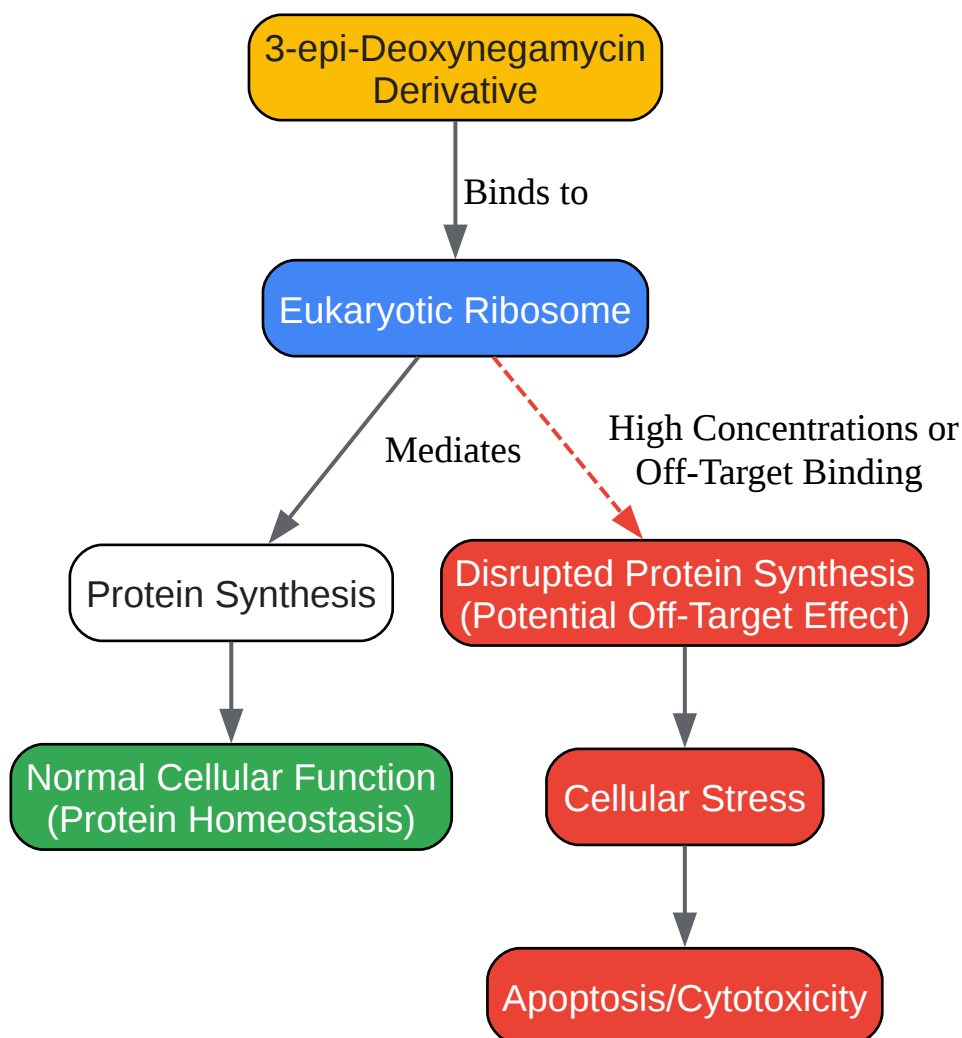 3-epi-Deoxynegamycin
Derivative
Binds to
Eukaryotic Ribosome
Mediates
High Concentrations or
Off-Target Binding
Protein Synthesis
Disrupted Protein Synthesis
(Potential Off-Target Effect)
Normal Cellular Function
(Protein Homeostasis)
Cellular Stress
Apoptosis/Cytotoxicity